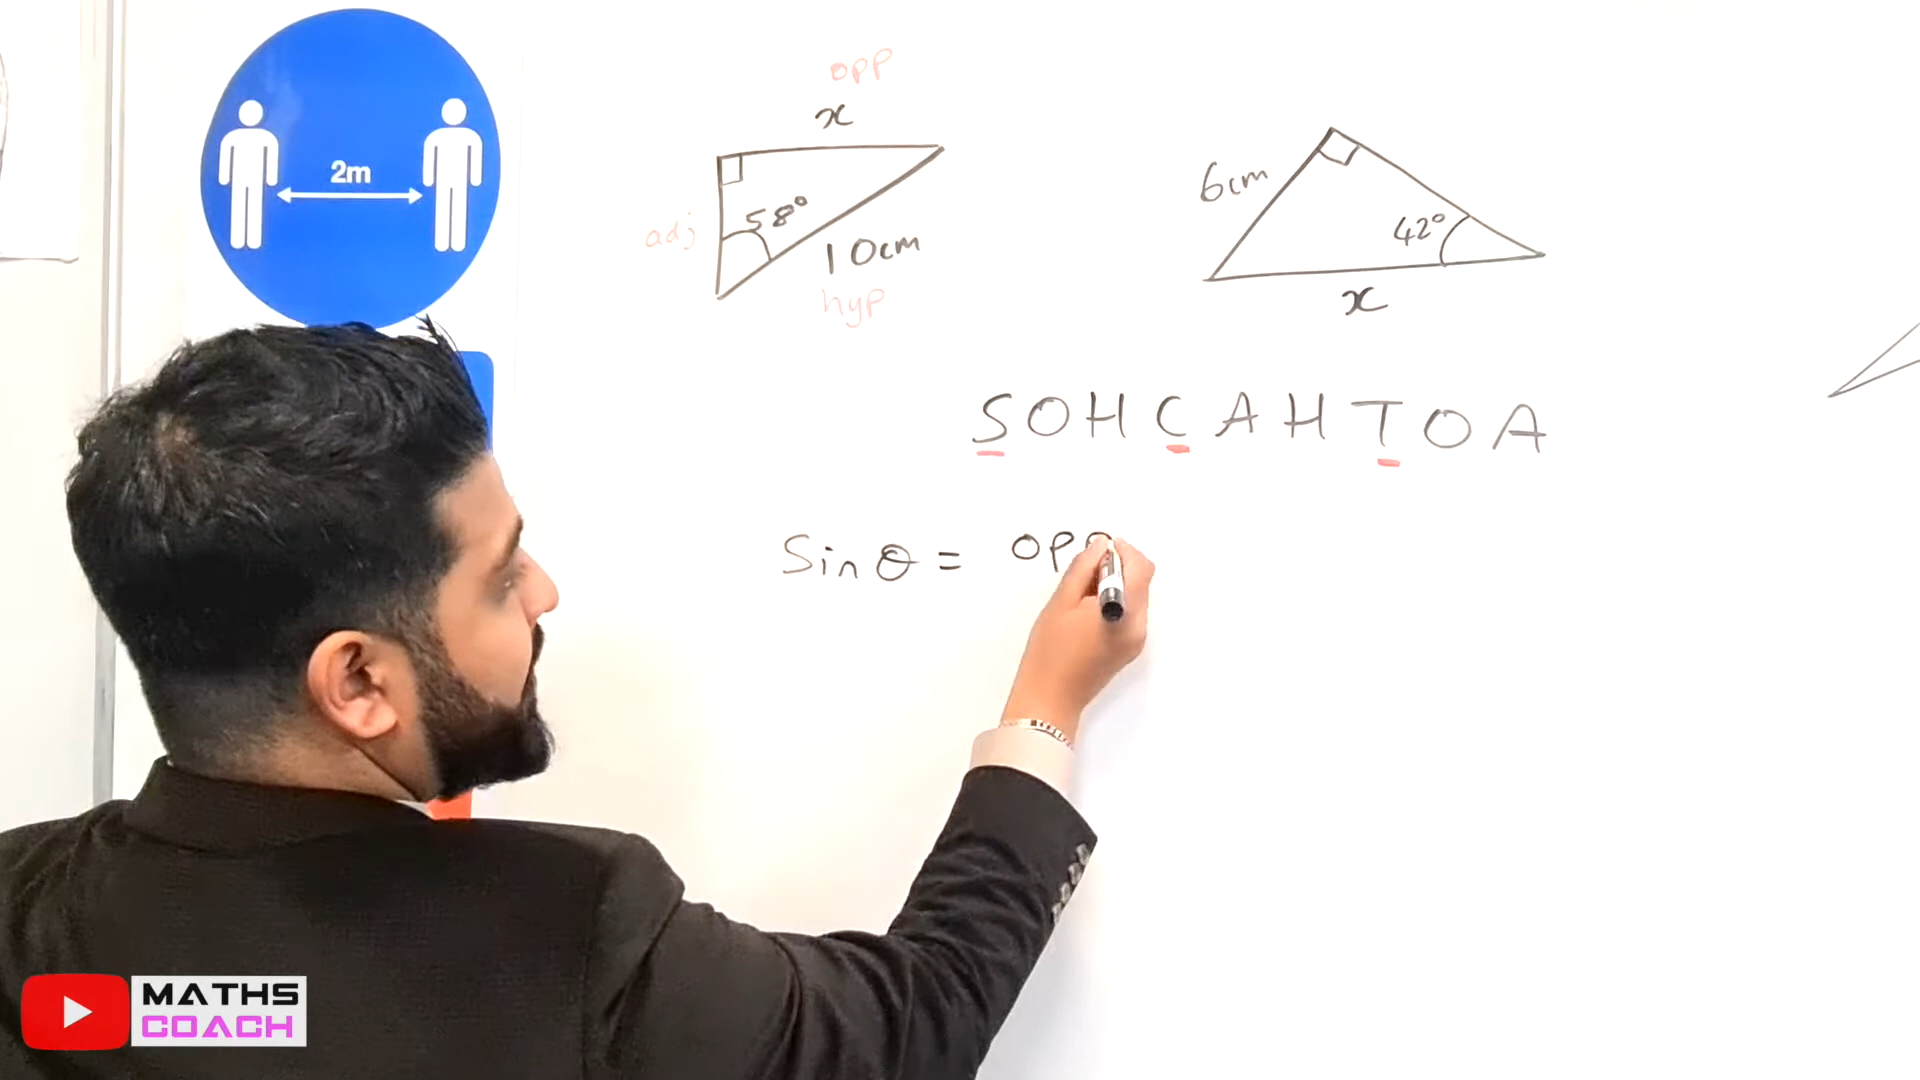 2m
opp
x
58°
adj
10cm
hyp
6cm
42°
x
SOHCAHTOA
Sin θ = opp
MATHS
COACH